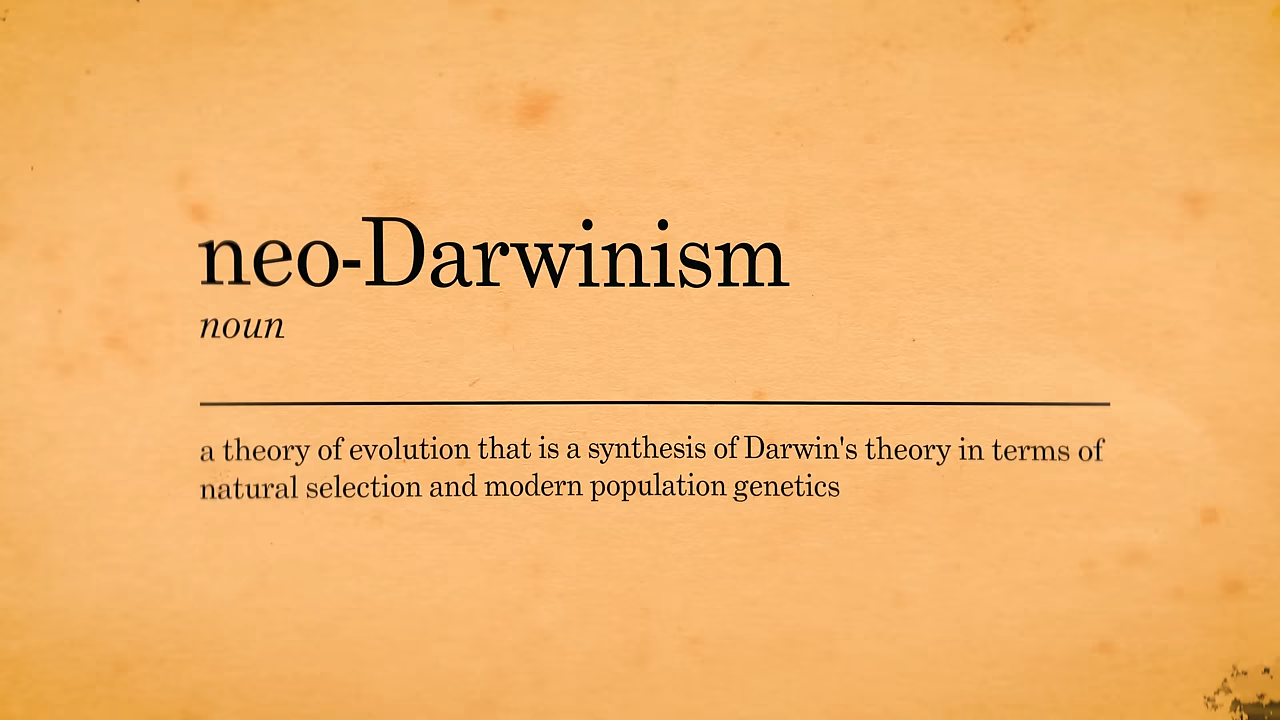 neo-Darwinism
noun
a theory of evolution that is a synthesis of Darwin's theory in terms of
natural selection and modern population genetics